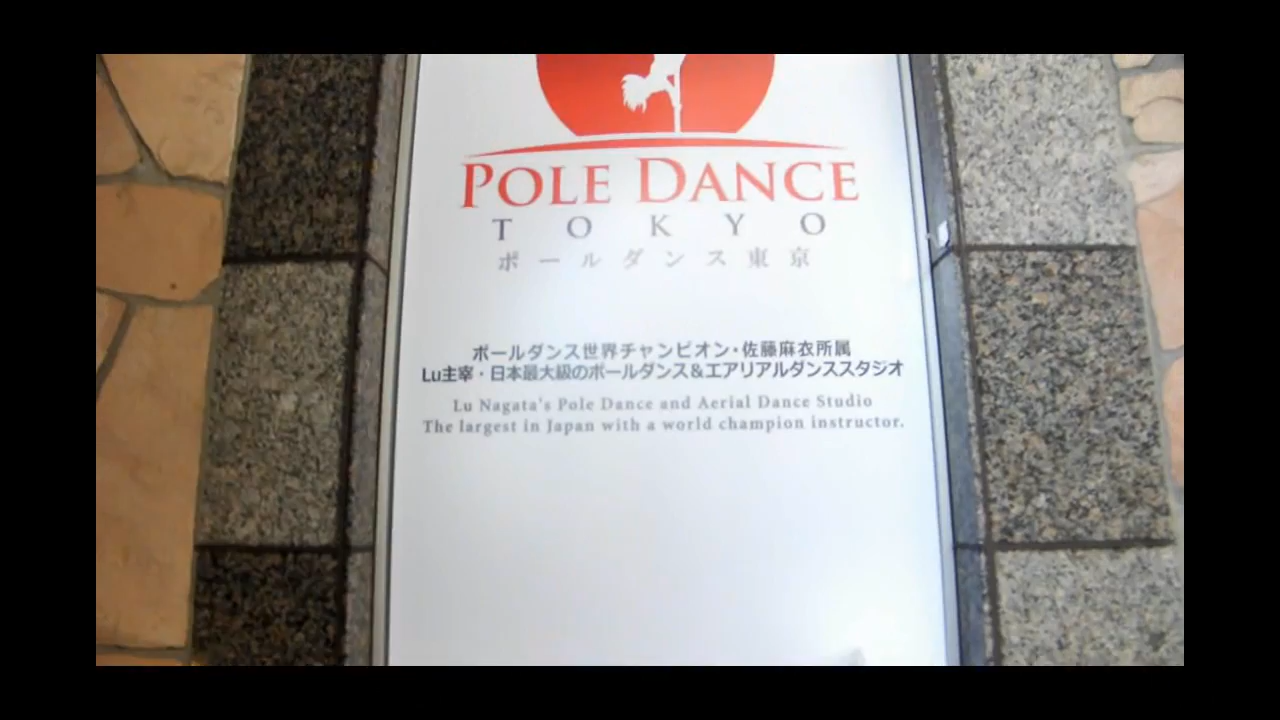 POLE DANCE
TOKYO
ポールダンス東京
ポールダンス世界チャンピオン・佐藤麻衣所属
Lu主宰・日本最大級のポールダンス&エアリアルダンススタジオ
Lu Nagata's Pole Dance and Aerial Dance Studio
The largest in Japan with a world champion instructor.